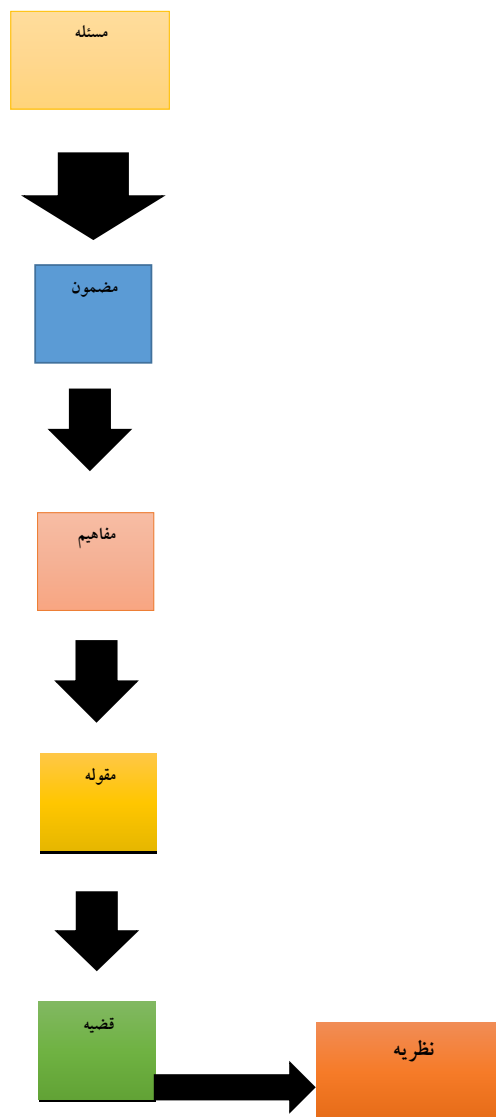 مسئله
مضمون
مفاهیم
مقوله
قضیه
نظریه